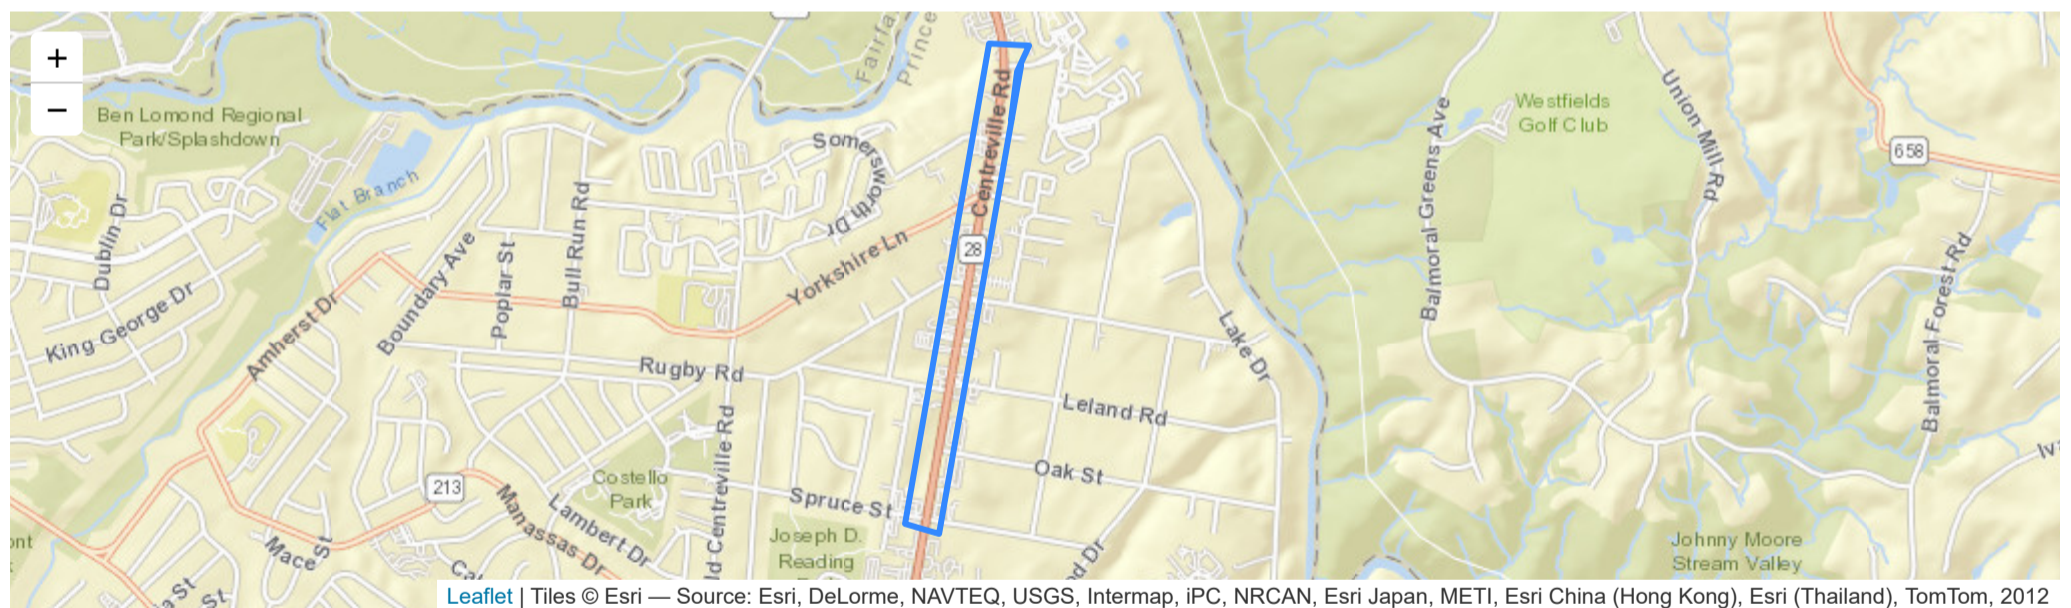 +
−
Fairfa
Prince
Ben Lomond Regional
Park/Splashdown
Flat Branch
Dublin Dr
King George Dr
Amherst Dr
Boundary Ave
Poplar St
Bull Run Rd
Somersworth Dr
Yorkshire Ln
Centreville Rd
28
Rugby Rd
Lake Dr
Leland Rd
Oak St
Spruce St
Costello
Park
213
Manassas Dr
Lambert Dr
ld Centreville Rd
Joseph D.
Reading
Mace St
St
Westfields
Golf Club
Union Mill Rd
658
Balmoral Greens Ave
Balmoral Forest Rd
Johnny Moore
Stream Valley
Leaflet | Tiles © Esri — Source: Esri, DeLorme, NAVTEQ, USGS, Intermap, iPC, NRCAN, Esri Japan, METI, Esri China (Hong Kong), Esri (Thailand), TomTom, 2012